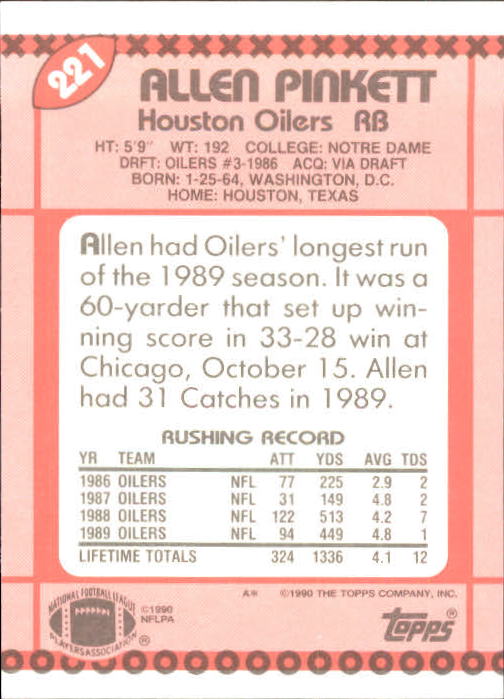 221
ALLEN PINKETT
Houston Oilers RB
HT: 5'9" WT: 192 COLLEGE: NOTRE DAME
DRFT: OILERS #3-1986 ACQ: VIA DRAFT
BORN: 1-25-64, WASHINGTON, D.C.
HOME: HOUSTON, TEXAS
Allen had Oilers' longest run
of the 1989 season. It was a
60-yarder that set up win-
ning score in 33-28 win at
Chicago, October 15. Allen
had 31 Catches in 1989.
RUSHING RECORD
YR TEAM ATT YDS AVG TDS
1986 OILERS NFL 77 225 2.9 2
1987 OILERS NFL 31 149 4.8 2
1988 OILERS NFL 122 513 4.2 7
1989 OILERS NFL 94 449 4.8 1
LIFETIME TOTALS 324 1336 4.1 12
A* ©1990 THE TOPPS COMPANY, INC.
NATIONAL FOOTBALL LEAGUE
PLAYERS ASSOCIATION ®
©1990
NFLPA
topps ®